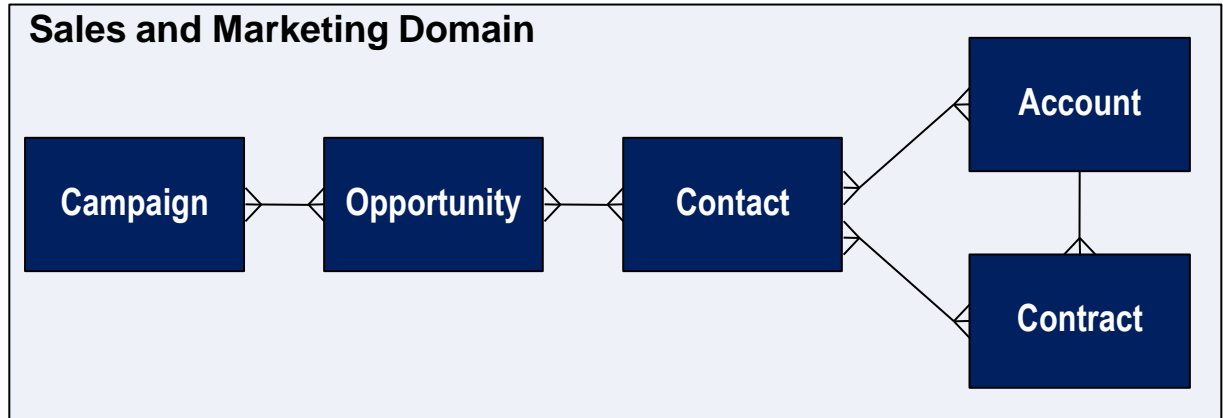 Sales and Marketing Domain
Account
Campaign
Opportunity
Contact
Contract